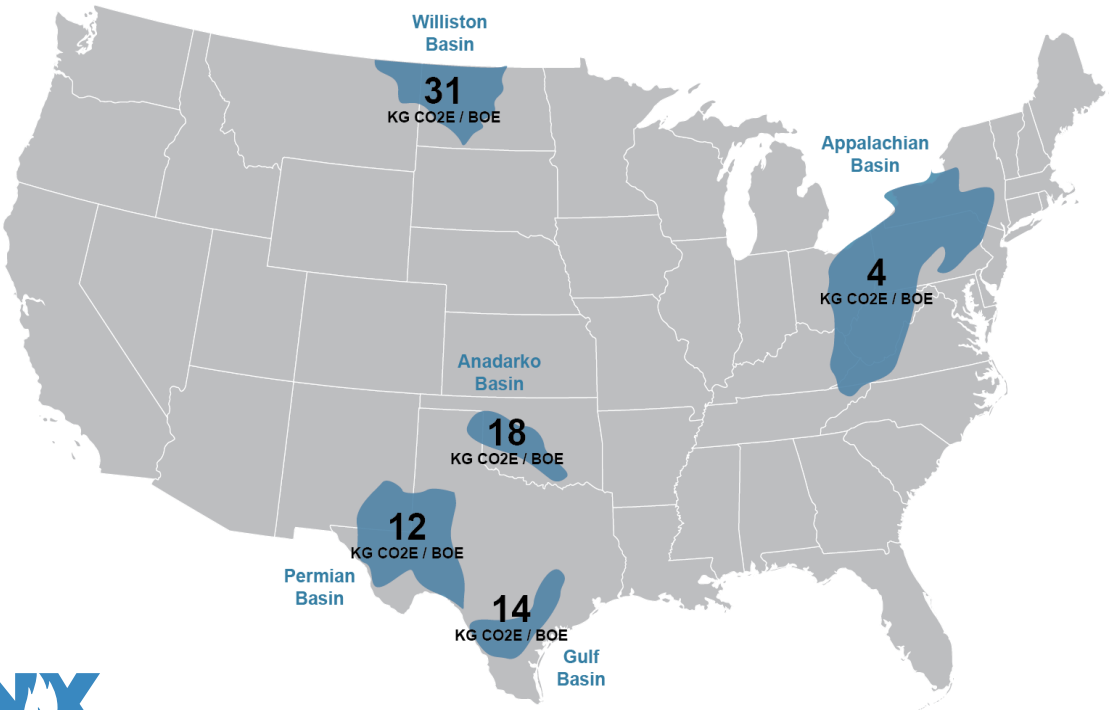 Williston
Basin
31
KG CO2E / BOE
Appalachian
Basin
4
KG CO2E / BOE
Anadarko
Basin
18
KG CO2E / BOE
12
KG CO2E / BOE
Permian
Basin
14
KG CO2E / BOE
Gulf
Basin